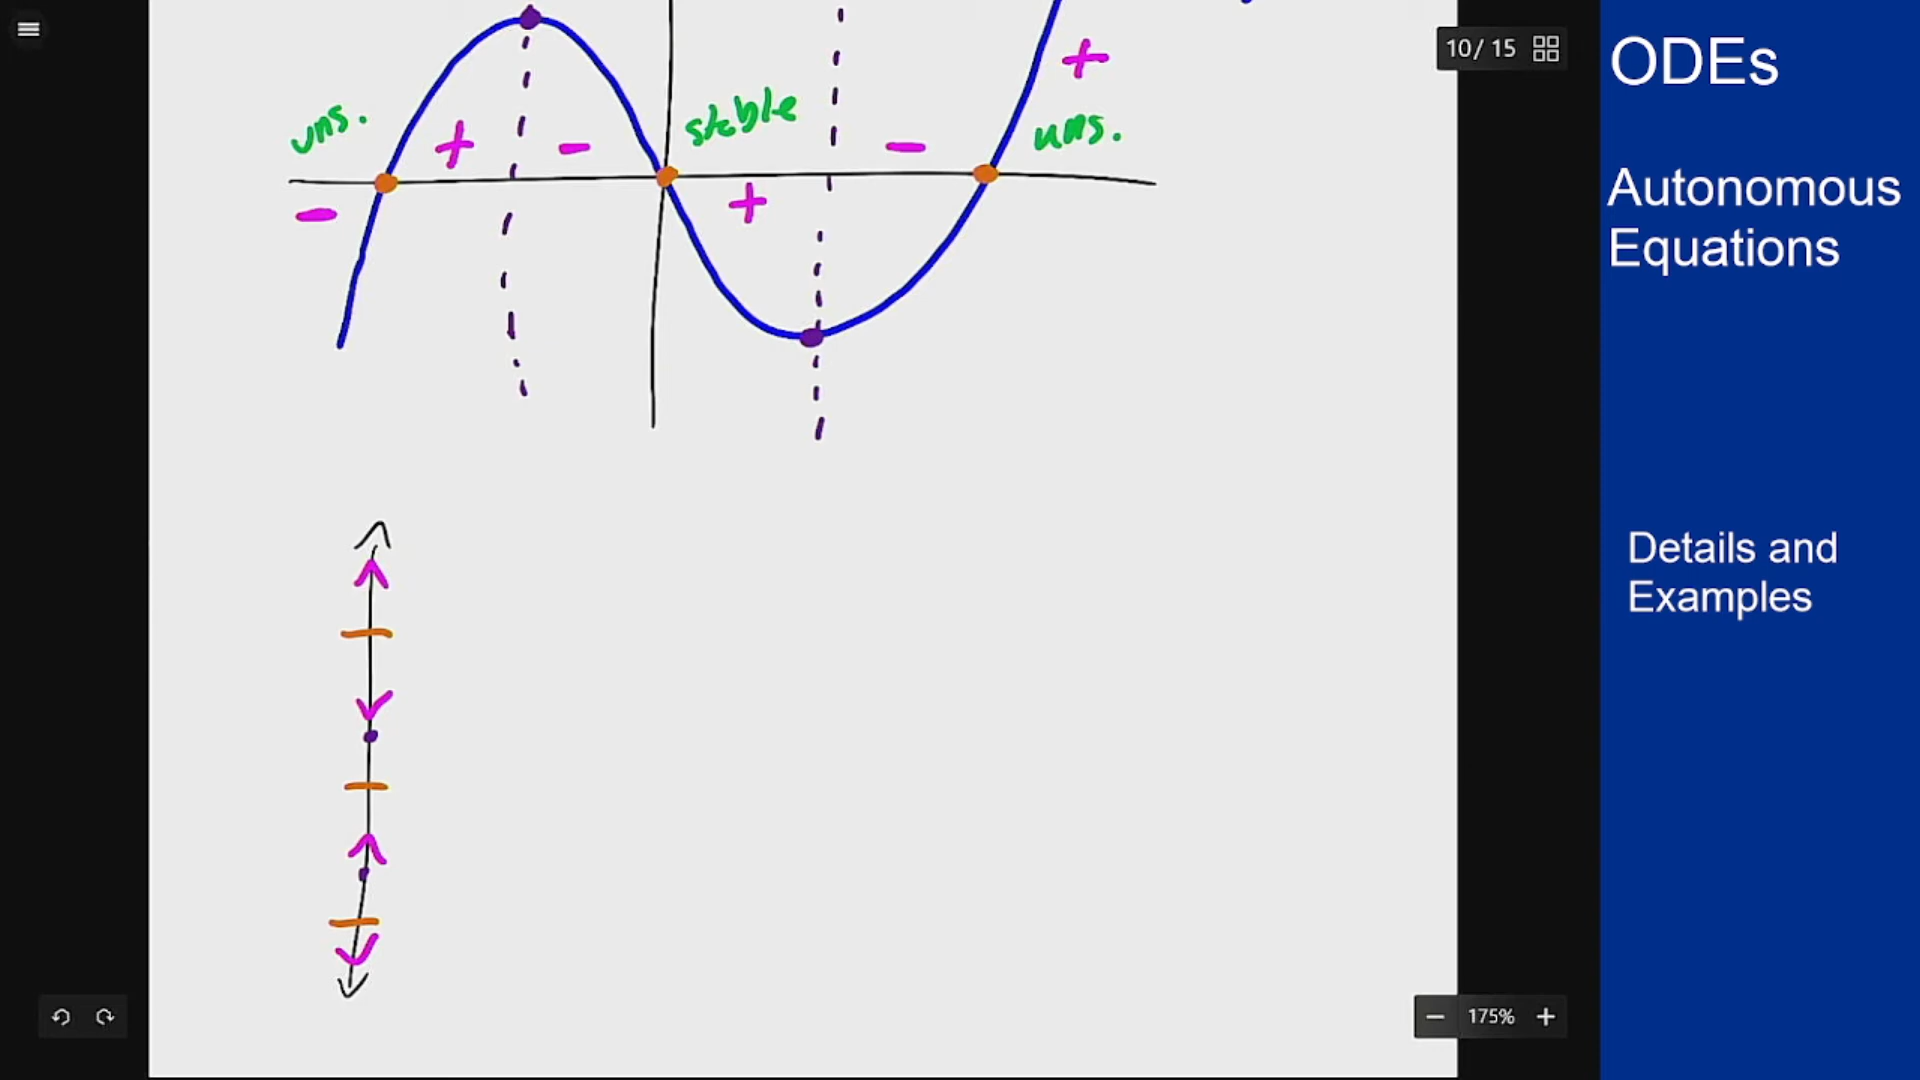 10 / 15
ODEs
uns.
+
-
stable
-
+
uns.
-
+
Autonomous
Equations
Details and
Examples
175%